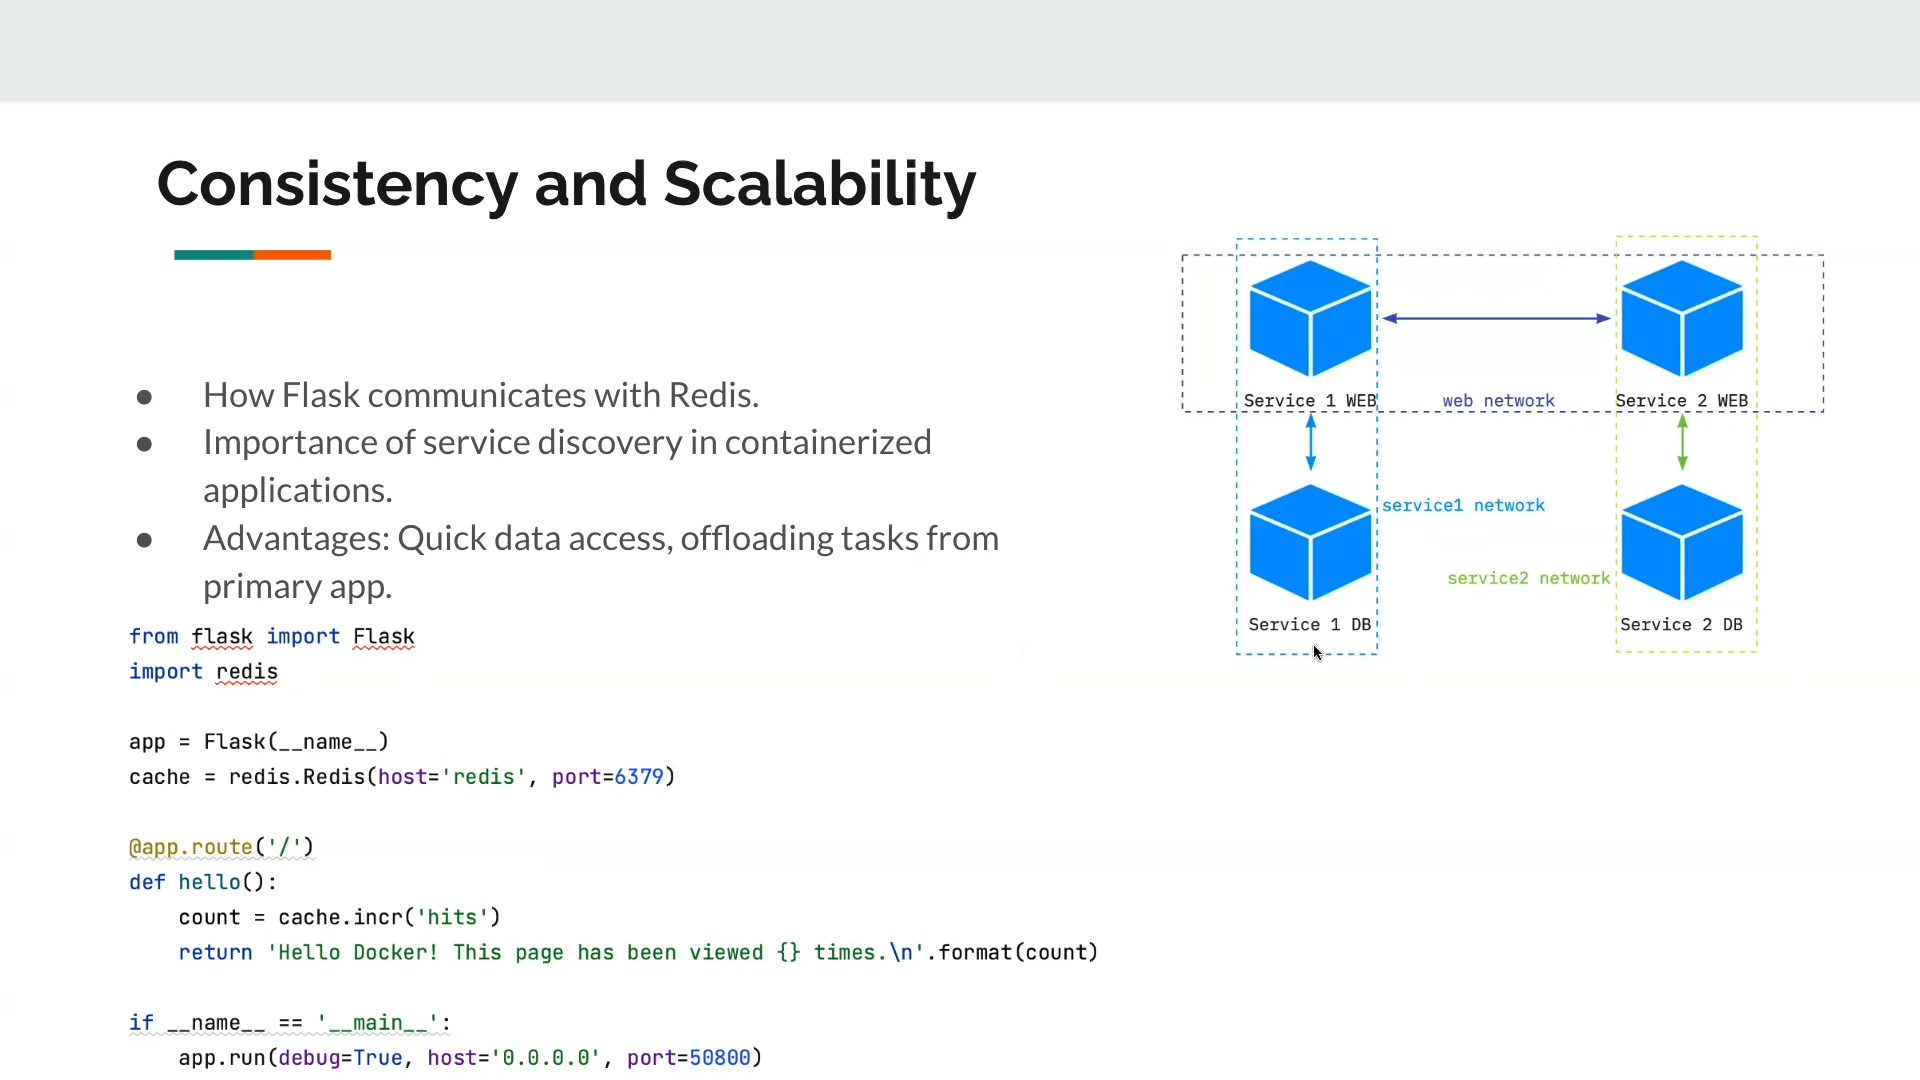 Consistency and Scalability
● How Flask communicates with Redis.
● Importance of service discovery in containerized
applications.
● Advantages: Quick data access, offloading tasks from
primary app.
from flask import Flask
import redis
app = Flask(__name__)
cache = redis.Redis(host='redis', port=6379)
@app.route('/')
def hello():
    count = cache.incr('hits')
    return 'Hello Docker! This page has been viewed {} times.\n'.format(count)
if __name__ == '__main__':
    app.run(debug=True, host='0.0.0.0', port=50800)
Service 1 WEB
web network
Service 2 WEB
service1 network
service2 network
Service 1 DB
Service 2 DB